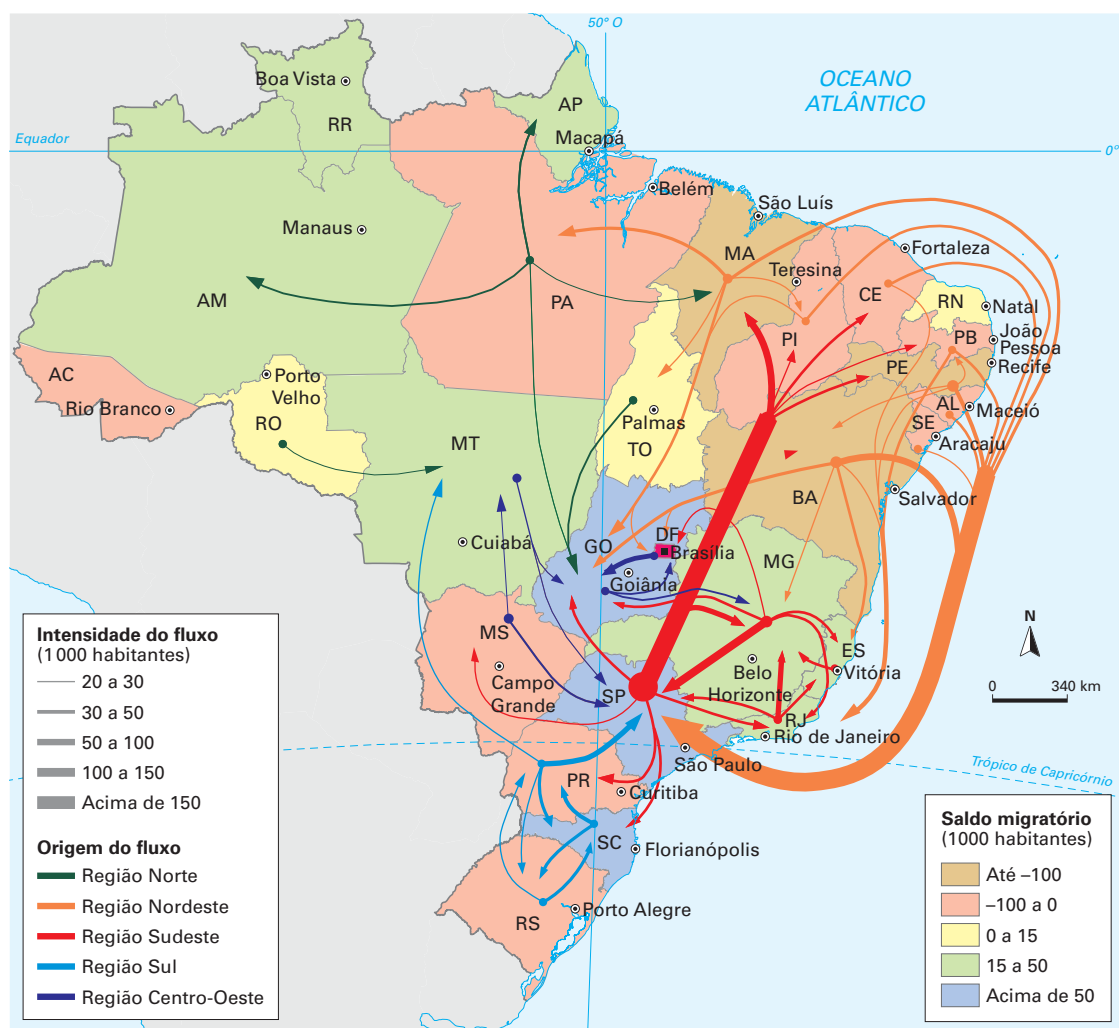 50° O
OCEANO
ATLÂNTICO
Boa Vista
RR
AP
Macapá
Equador
0°
Belém
São Luís
Manaus
Fortaleza
MA
Teresina
CE
RN
Natal
AM
PA
PI
PB
João
Pessoa
Recife
PE
AC
Porto
Velho
Rio Branco
RO
AL
Maceió
SE
Aracaju
Palmas
TO
MT
BA
Salvador
Cuiabá
GO
DF
Brasília
Goiânia
MG
MS
Campo
Grande
ES
Vitória
Belo
Horizonte
SP
RJ
Rio de Janeiro
São Paulo
N
0 340 km
Trópico de Capricórnio
PR
Curitiba
SC
Florianópolis
RS
Porto Alegre
Intensidade do fluxo
(1 000 habitantes)
20 a 30
30 a 50
50 a 100
100 a 150
Acima de 150
Origem do fluxo
Região Norte
Região Nordeste
Região Sudeste
Região Sul
Região Centro-Oeste
Saldo migratório
(1000 habitantes)
Até –100
–100 a 0
0 a 15
15 a 50
Acima de 50